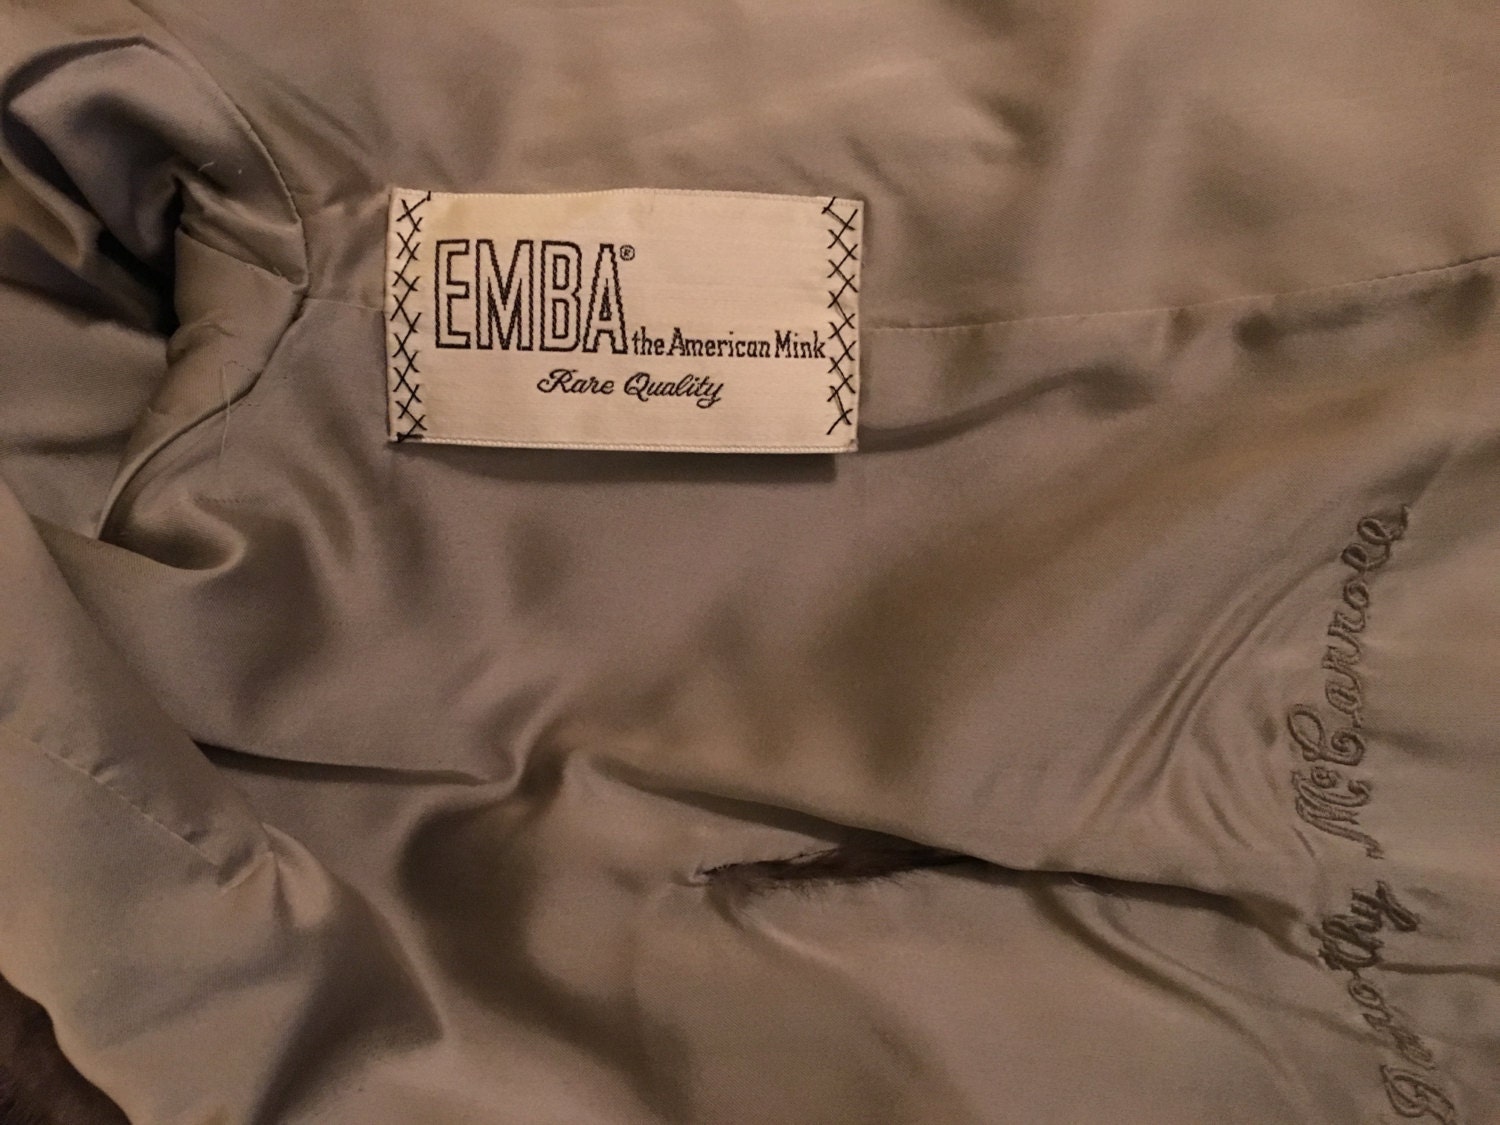 EMBA®
the American Mink
Rare Quality
Dorothy McCarroll